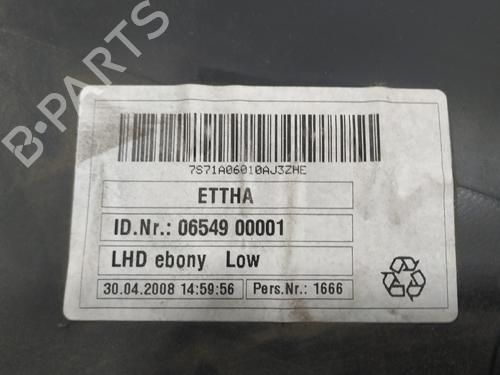 B-PARTS
7S71A06010AJ3ZHE
ETTHA
ID.Nr.: 06549 00001
LHD ebony Low
30.04.2008 14:59:56 Pers.Nr.: 1666